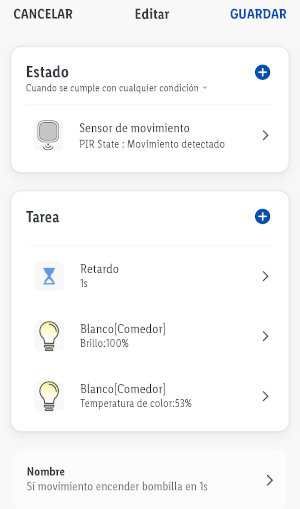 CANCELAR Editar GUARDAR
Estado
Cuando se cumple con cualquier condición
Sensor de movimiento
PIR State : Movimiento detectado
Tarea
Retardo
1s
Blanco[Comedor]
Brillo:100%
Blanco[Comedor]
Temperatura de color:53%
Nombre
Si movimiento encender bombilla en 1s